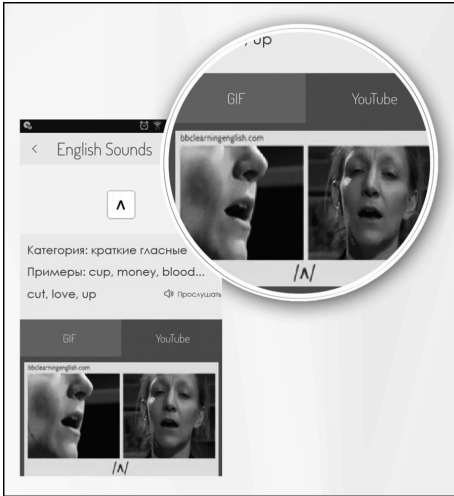 < English Sounds
ʌ
Категория: краткие гласные
Примеры: cup, money, blood...
cut, love, up
Прослушать
GIF YouTube
bbclearningenglish.com
/ʌ/
, up
GIF YouTube
bbclearningenglish.com
/ʌ/